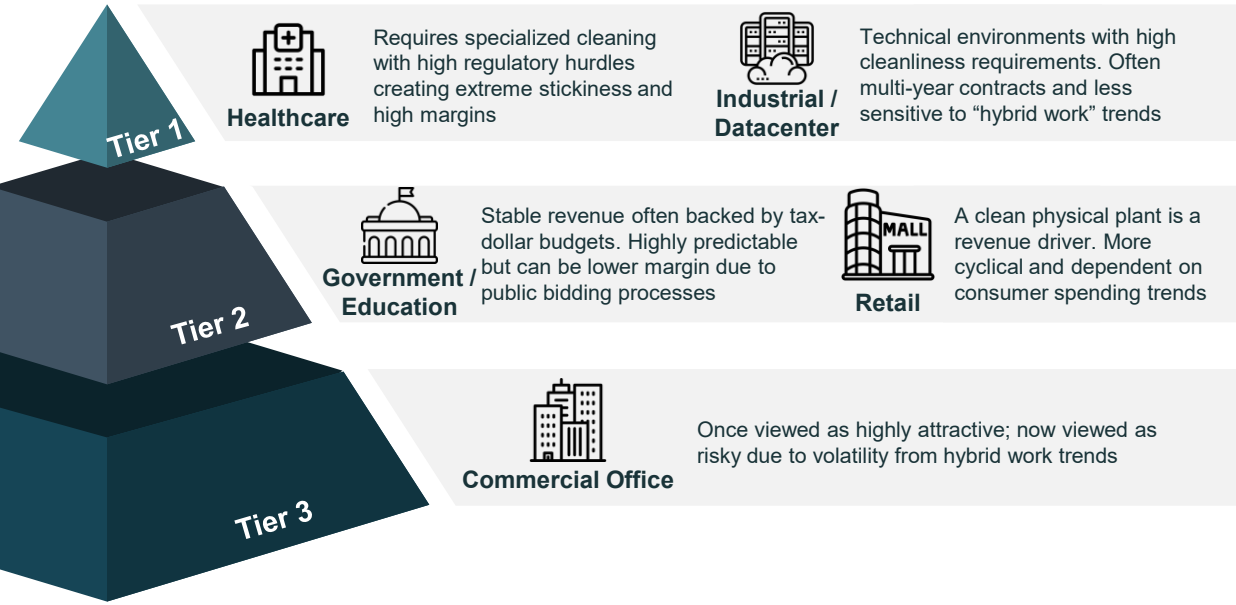 Tier 1
Healthcare
Requires specialized cleaning
with high regulatory hurdles
creating extreme stickiness and
high margins
Industrial /
Datacenter
Technical environments with high
cleanliness requirements. Often
multi-year contracts and less
sensitive to “hybrid work” trends
Tier 2
Government /
Education
Stable revenue often backed by tax-
dollar budgets. Highly predictable
but can be lower margin due to
public bidding processes
MALL
Retail
A clean physical plant is a
revenue driver. More
cyclical and dependent on
consumer spending trends
Tier 3
Commercial Office
Once viewed as highly attractive; now viewed as
risky due to volatility from hybrid work trends